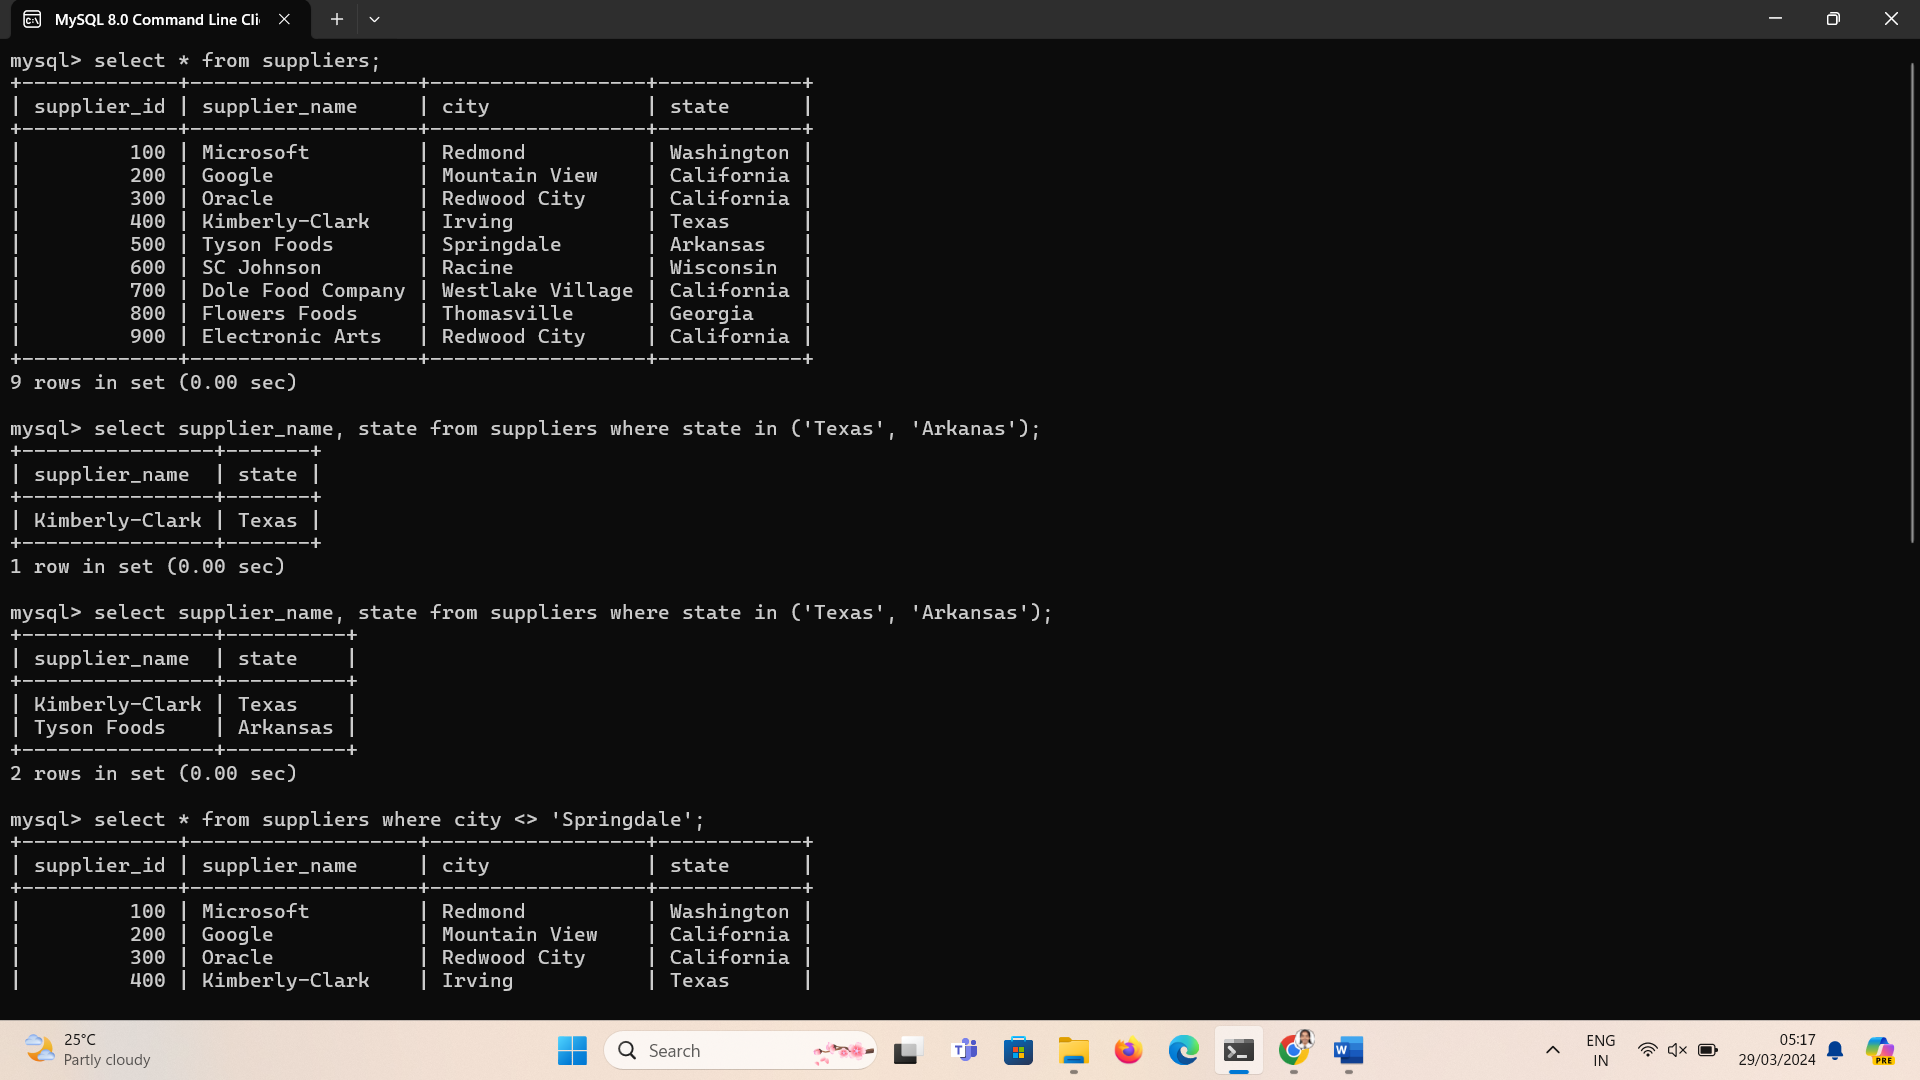 MySQL 8.0 Command Line Cli
mysql> select * from suppliers;
+-------------+-------------------+------------------+------------+
| supplier_id | supplier_name     | city             | state      |
+-------------+-------------------+------------------+------------+
|         100 | Microsoft         | Redmond          | Washington |
|         200 | Google            | Mountain View    | California |
|         300 | Oracle            | Redwood City     | California |
|         400 | Kimberly-Clark    | Irving           | Texas      |
|         500 | Tyson Foods       | Springdale       | Arkansas   |
|         600 | SC Johnson        | Racine           | Wisconsin  |
|         700 | Dole Food Company | Westlake Village | California |
|         800 | Flowers Foods     | Thomasville      | Georgia    |
|         900 | Electronic Arts   | Redwood City     | California |
+-------------+-------------------+------------------+------------+
9 rows in set (0.00 sec)
mysql> select supplier_name, state from suppliers where state in ('Texas', 'Arkanas');
+----------------+-------+
| supplier_name  | state |
+----------------+-------+
| Kimberly-Clark | Texas |
+----------------+-------+
1 row in set (0.00 sec)
mysql> select supplier_name, state from suppliers where state in ('Texas', 'Arkansas');
+----------------+----------+
| supplier_name  | state    |
+----------------+----------+
| Kimberly-Clark | Texas    |
| Tyson Foods    | Arkansas |
+----------------+----------+
2 rows in set (0.00 sec)
mysql> select * from suppliers where city <> 'Springdale';
+-------------+-------------------+------------------+------------+
| supplier_id | supplier_name     | city             | state      |
+-------------+-------------------+------------------+------------+
|         100 | Microsoft         | Redmond          | Washington |
|         200 | Google            | Mountain View    | California |
|         300 | Oracle            | Redwood City     | California |
|         400 | Kimberly-Clark    | Irving           | Texas      |
25°C
Partly cloudy
Search
ENG
IN
05:17
29/03/2024
PRE